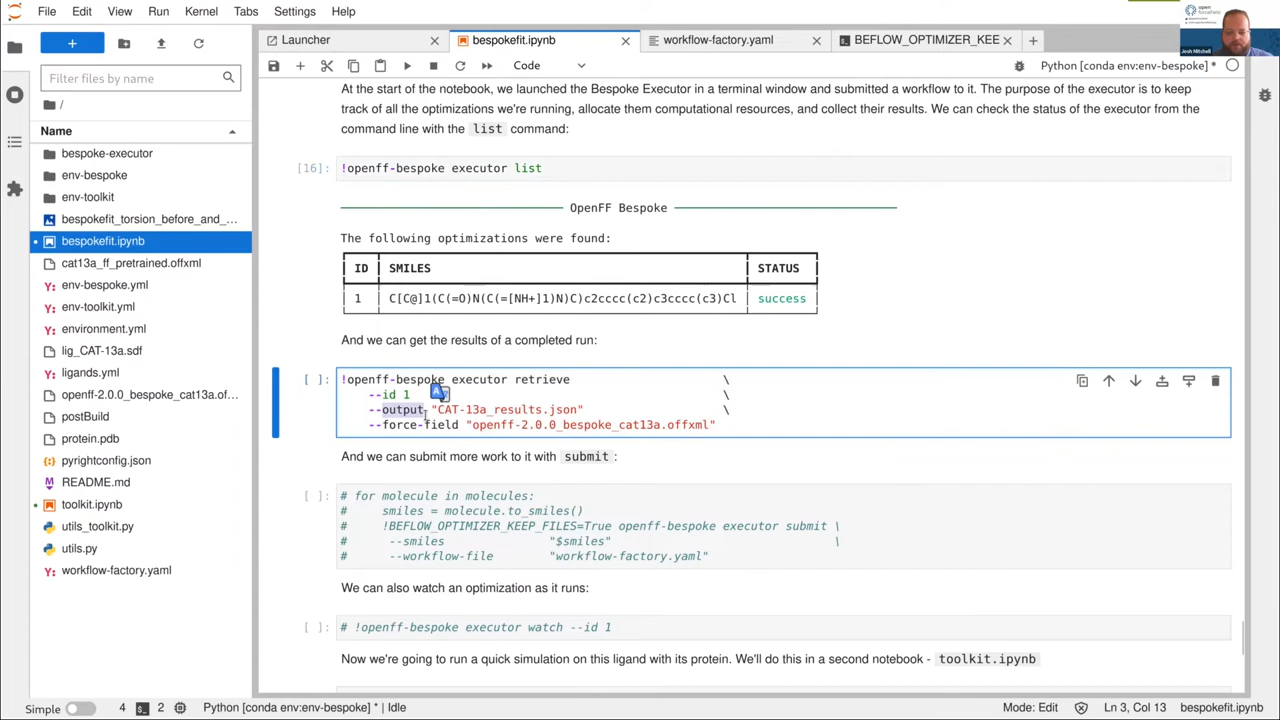 File Edit View Run Kernel Tabs Settings Help
open
forcefield
Josh Mitchell
Launcher
bespokefit.ipynb
workflow-factory.yaml
BEFLOW_OPTIMIZER_KEE
Filter files by name
Code
Python [conda env:env-bespoke] *
/
Name
bespoke-executor
env-bespoke
env-toolkit
bespokefit_torsion_before_and_...
bespokefit.ipynb
cat13a_ff_pretrained.offxml
env-bespoke.yml
env-toolkit.yml
environment.yml
lig_CAT-13a.sdf
ligands.yml
openff-2.0.0_bespoke_cat13a.of...
postBuild
protein.pdb
pyrightconfig.json
README.md
toolkit.ipynb
utils_toolkit.py
utils.py
workflow-factory.yaml
At the start of the notebook, we launched the Bespoke Executor in a terminal window and submitted a workflow to it. The purpose of the executor is to keep
track of all the optimizations we're running, allocate them computational resources, and collect their results. We can check the status of the executor from the
command line with the list command:
[16]: !openff-bespoke executor list
OpenFF Bespoke
The following optimizations were found:
ID SMILES STATUS
1 C[C@]1(C(=O)N(C(=[NH+]1)N)C)c2cccc(c2)c3cccc(c3)Cl success
And we can get the results of a completed run:
[ ]: !openff-bespoke executor retrieve \
--id 1 \
--output "CAT-13a_results.json" \
--force-field "openff-2.0.0_bespoke_cat13a.offxml"
And we can submit more work to it with submit :
[ ]: # for molecule in molecules:
# smiles = molecule.to_smiles()
# !BEFLOW_OPTIMIZER_KEEP_FILES=True openff-bespoke executor submit \
# --smiles "$smiles" \
# --workflow-file "workflow-factory.yaml"
We can also watch an optimization as it runs:
[ ]: # !openff-bespoke executor watch --id 1
Now we're going to run a quick simulation on this ligand with its protein. We'll do this in a second notebook - toolkit.ipynb
Simple 4 2 Python [conda env:env-bespoke] * | Idle Mode: Edit Ln 3, Col 13 bespokefit.ipynb